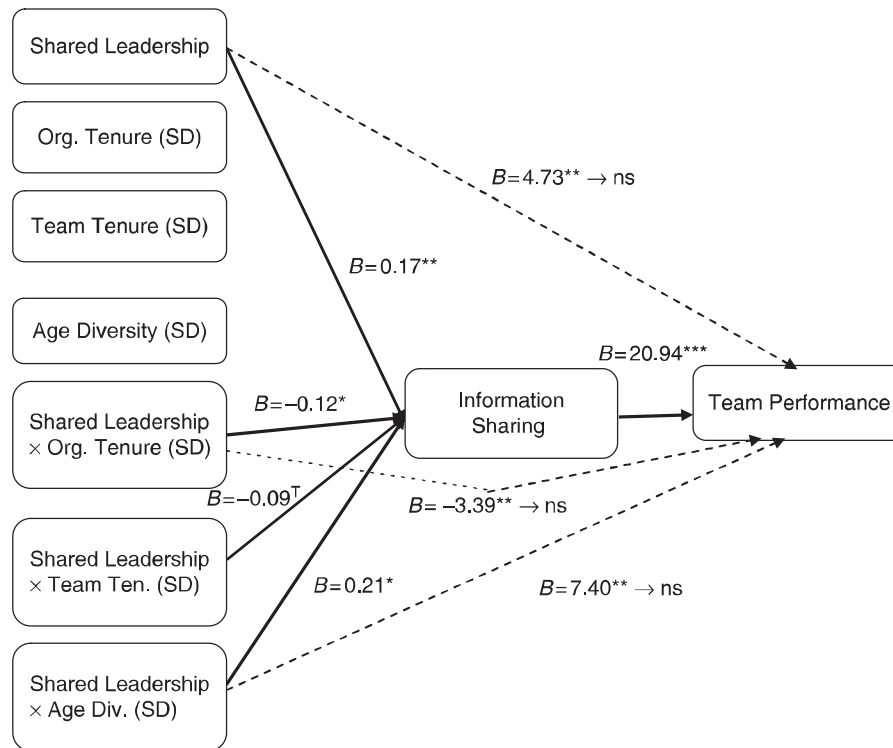 Shared Leadership
Org. Tenure (SD)
B=4.73** → ns
Team Tenure (SD)
B=0.17**
Age Diversity (SD)
B=20.94***
Shared Leadership
× Org. Tenure (SD)
B=−0.12*
Information
Sharing
Team Performance
B=−0.09ᵀ
B= −3.39** → ns
Shared Leadership
× Team Ten. (SD)
B=0.21*
B=7.40** → ns
Shared Leadership
× Age Div. (SD)